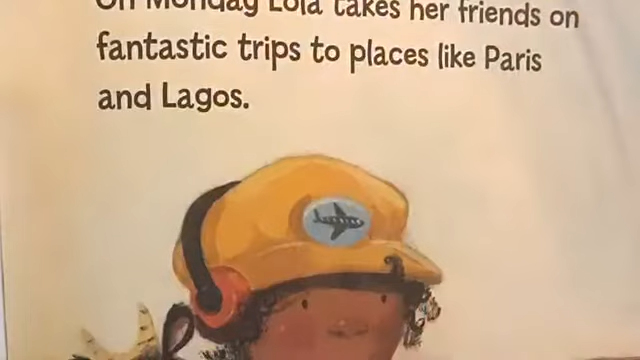 On Monday Lola takes her friends on
fantastic trips to places like Paris
and Lagos.